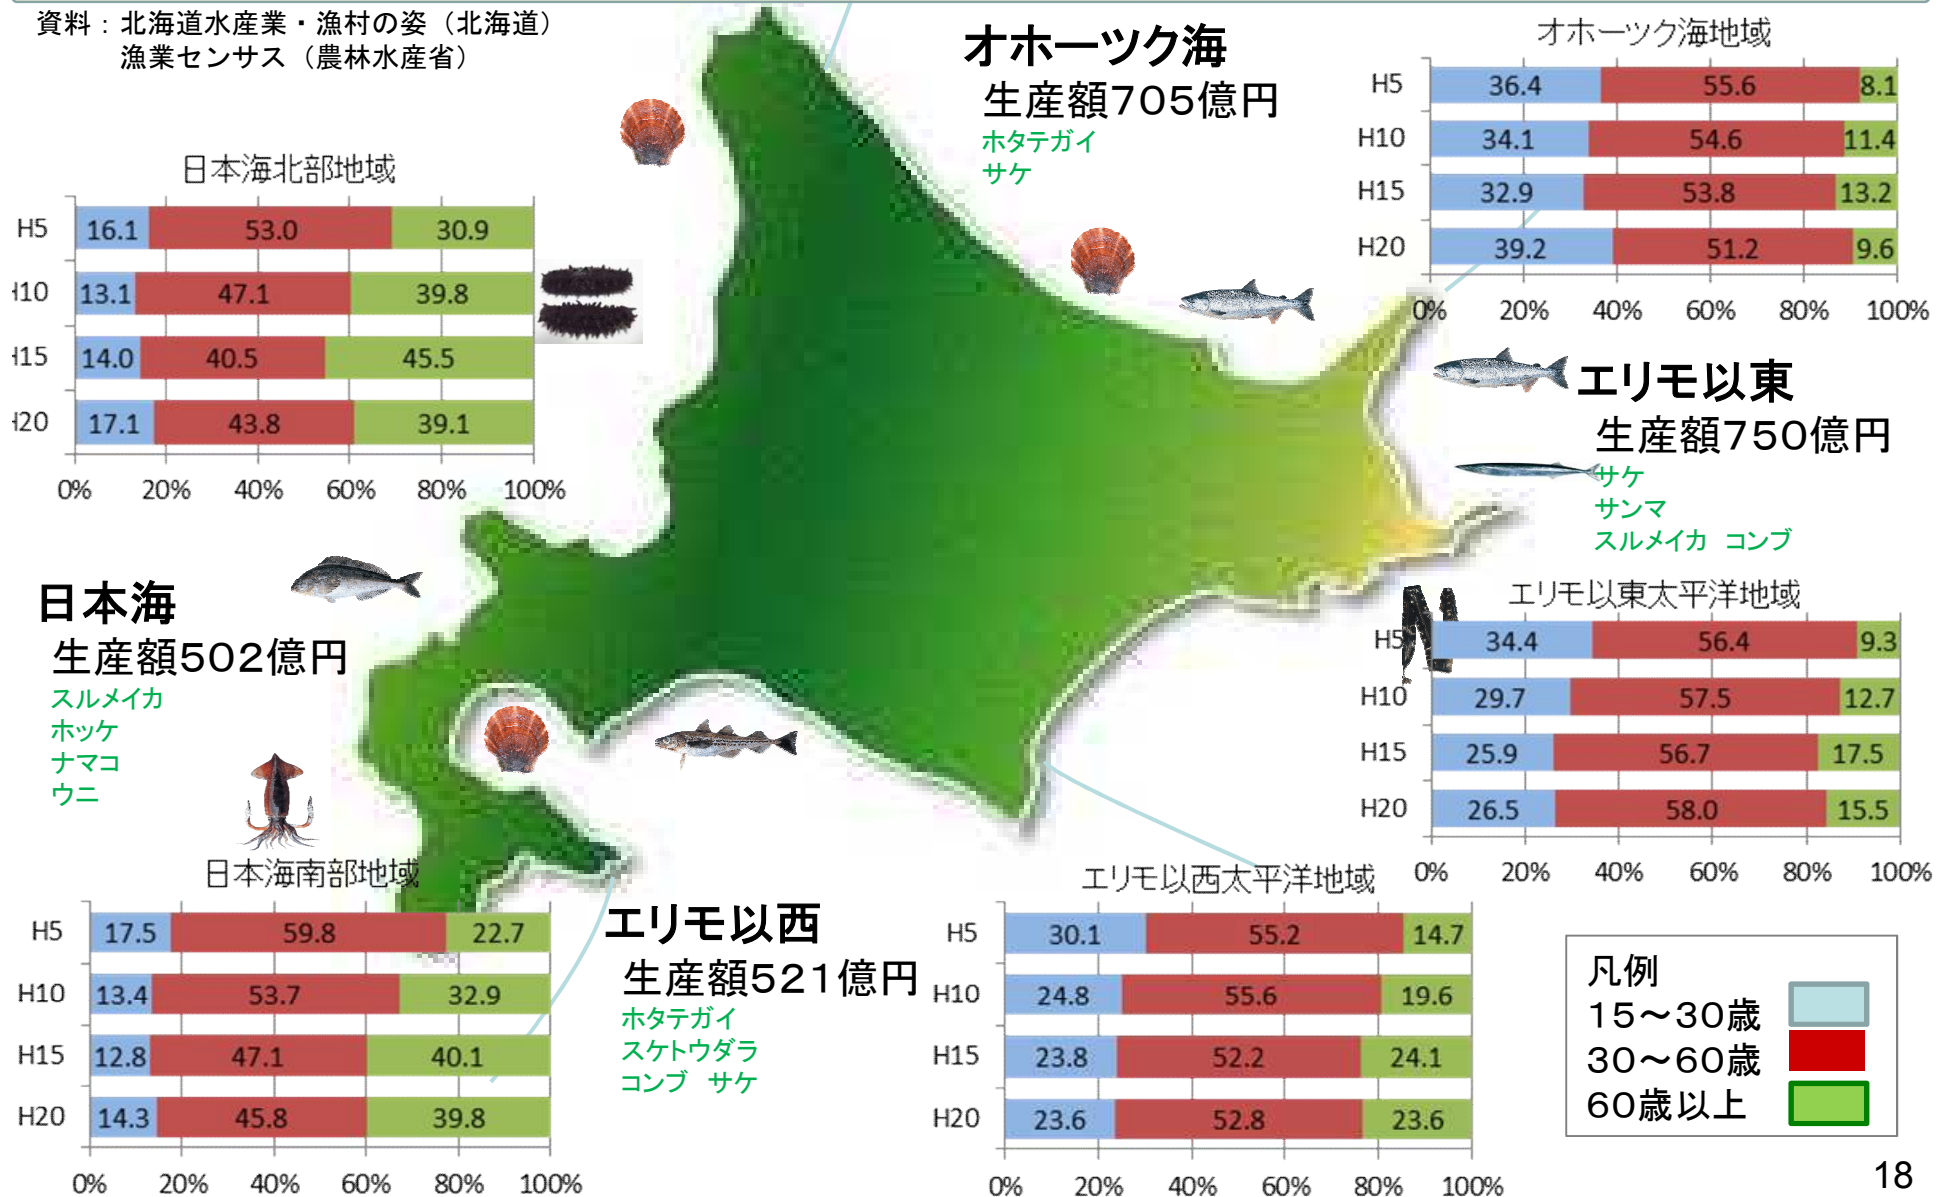 資料：北海道水産業・漁村の姿（北海道）
漁業センサス（農林水産省）
オホーツク海
生産額705億円
ホタテガイ
サケ
オホーツク海地域
H5 36.4 55.6 8.1
H10 34.1 54.6 11.4
H15 32.9 53.8 13.2
H20 39.2 51.2 9.6
0% 20% 40% 60% 80% 100%
日本海北部地域
H5 16.1 53.0 30.9
H10 13.1 47.1 39.8
H15 14.0 40.5 45.5
H20 17.1 43.8 39.1
0% 20% 40% 60% 80% 100%
エリモ以東
生産額750億円
サケ
サンマ
スルメイカ コンブ
エリモ以東太平洋地域
H5 34.4 56.4 9.3
H10 29.7 57.5 12.7
H15 25.9 56.7 17.5
H20 26.5 58.0 15.5
0% 20% 40% 60% 80% 100%
日本海
生産額502億円
スルメイカ
ホッケ
ナマコ
ウニ
日本海南部地域
H5 17.5 59.8 22.7
H10 13.4 53.7 32.9
H15 12.8 47.1 40.1
H20 14.3 45.8 39.8
0% 20% 40% 60% 80% 100%
エリモ以西
生産額521億円
ホタテガイ
スケトウダラ
コンブ サケ
エリモ以西太平洋地域
H5 30.1 55.2 14.7
H10 24.8 55.6 19.6
H15 23.8 52.2 24.1
H20 23.6 52.8 23.6
0% 20% 40% 60% 80% 100%
凡例
15～30歳
30～60歳
60歳以上
18